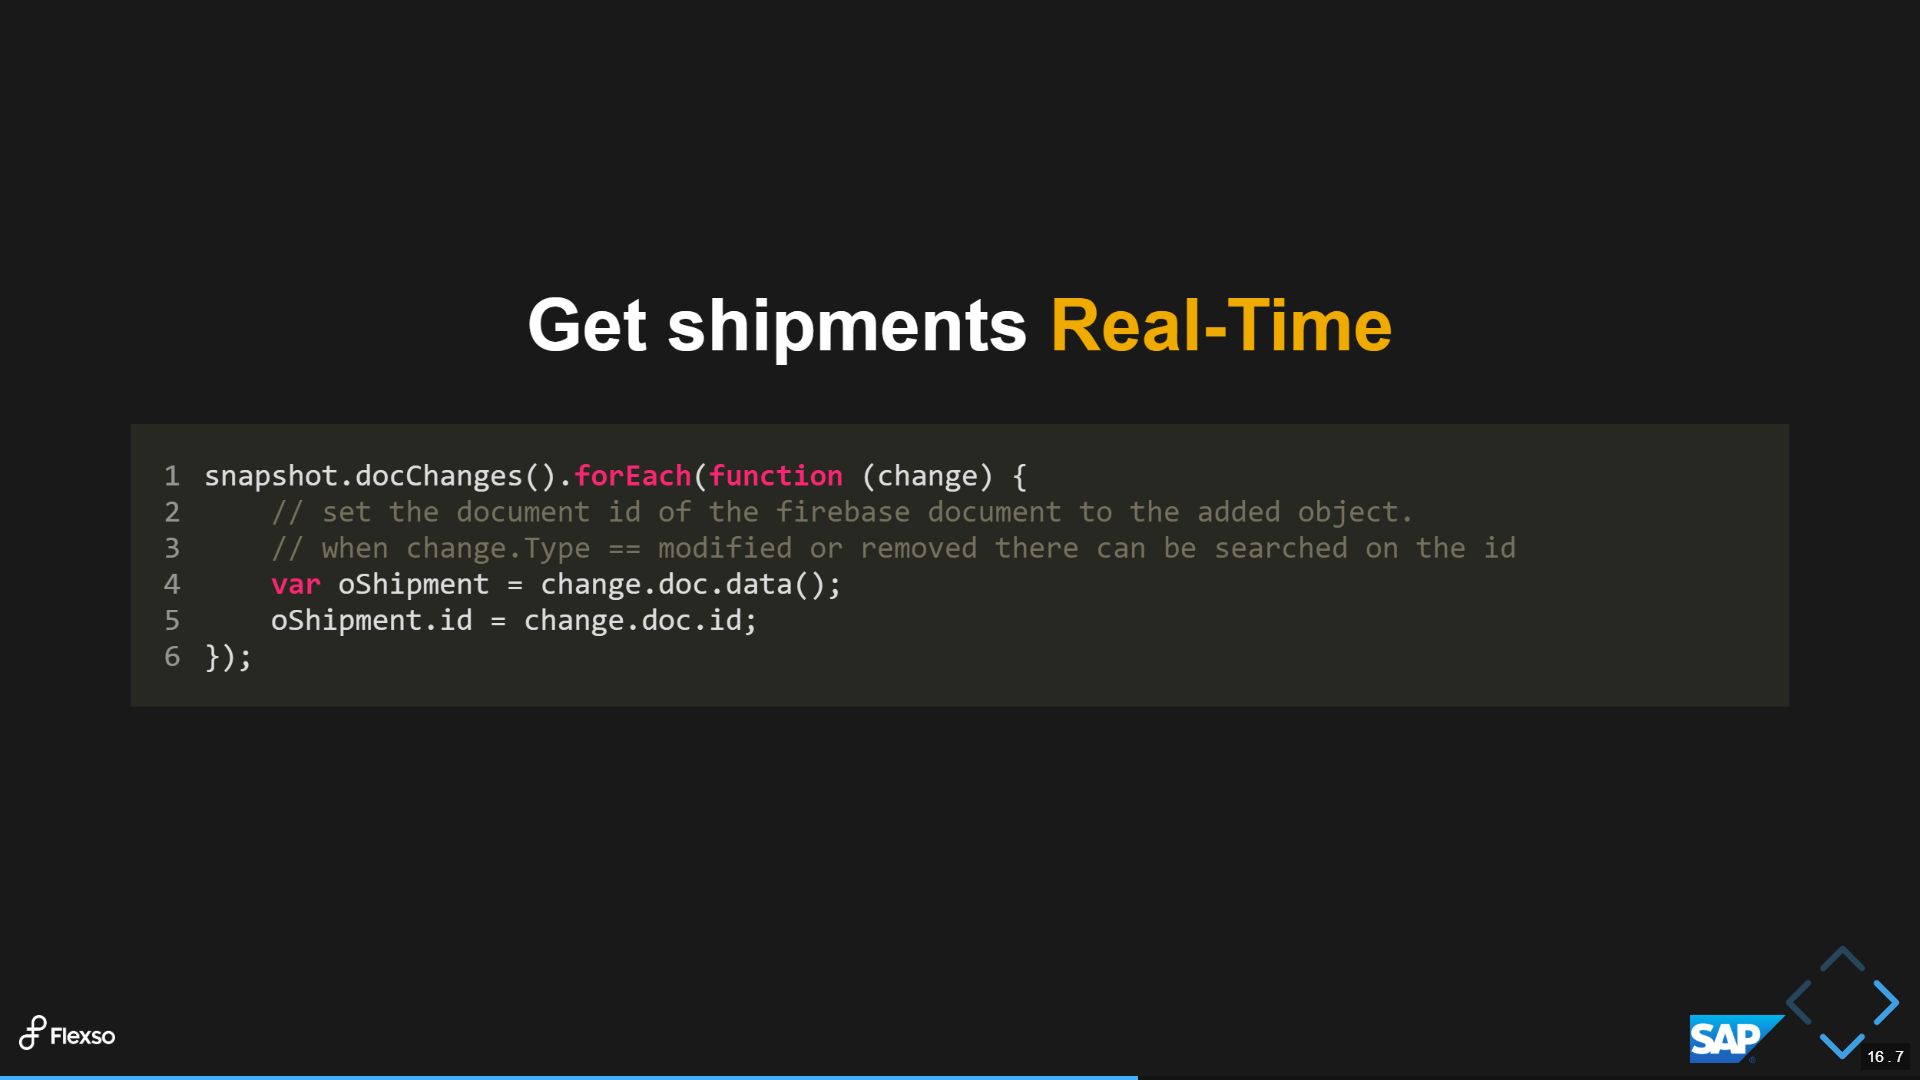 Get shipments Real-Time
1 snapshot.docChanges().forEach(function (change) {
2     // set the document id of the firebase document to the added object.
3     // when change.Type == modified or removed there can be searched on the id
4     var oShipment = change.doc.data();
5     oShipment.id = change.doc.id;
6 });
Flexso
SAP
16 . 7